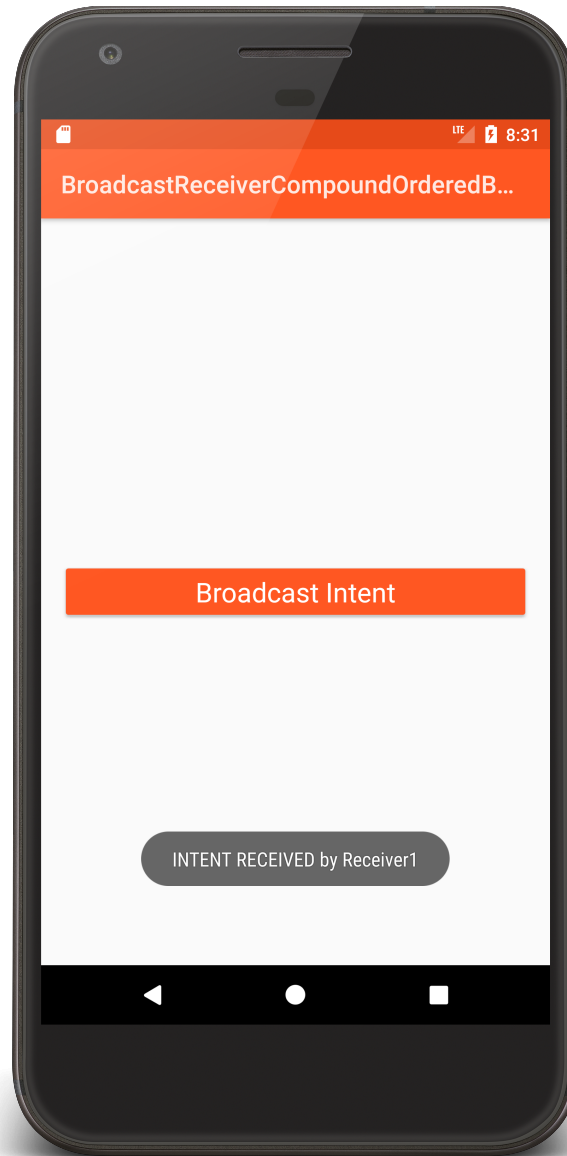 LTE 8:31
BroadcastReceiverCompoundOrderedB...
Broadcast Intent
INTENT RECEIVED by Receiver1